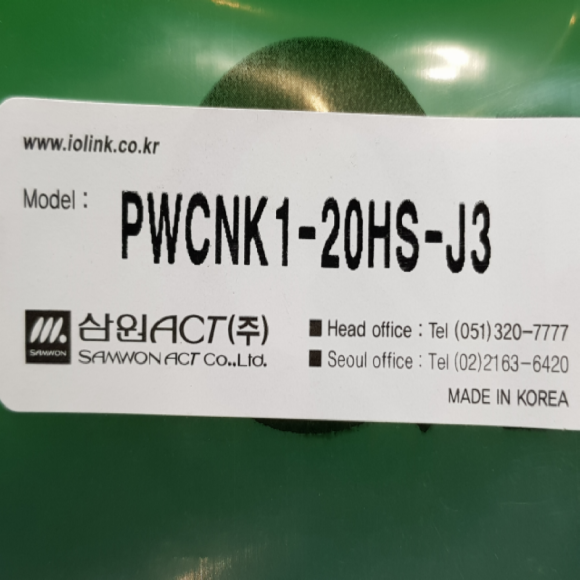 www.iolink.co.kr
Model : PWCNK1-20HS-J3
SAMWON
삼원ACT(주)
SAMWON ACT Co.,Ltd.
■ Head office : Tel (051)320-7777
■ Seoul office : Tel (02)2163-6420
MADE IN KOREA